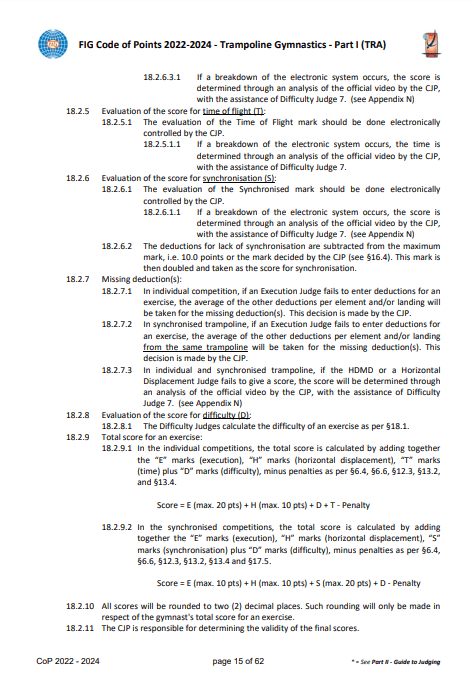 FIG Code of Points 2022-2024 - Trampoline Gymnastics - Part I (TRA)
18.2.6.3.1 If a breakdown of the electronic system occurs, the score is
determined through an analysis of the official video by the CJP,
with the assistance of Difficulty Judge 7. (see Appendix N)
18.2.5 Evaluation of the score for time of flight (T):
18.2.5.1 The evaluation of the Time of Flight mark should be done electronically
controlled by the CJP.
18.2.5.1.1 If a breakdown of the electronic system occurs, the time is
determined through an analysis of the official video by the CJP,
with the assistance of Difficulty Judge 7.
18.2.6 Evaluation of the score for synchronisation (S):
18.2.6.1 The evaluation of the Synchronised mark should be done electronically
controlled by the CJP.
18.2.6.1.1 If a breakdown of the electronic system occurs, the score is
determined through an analysis of the official video by the CJP,
with the assistance of Difficulty Judge 7. (see Appendix N)
18.2.6.2 The deductions for lack of synchronisation are subtracted from the maximum
mark, i.e. 10.0 points or the mark decided by the CJP (see §16.4). This mark is
then doubled and taken as the score for synchronisation.
18.2.7 Missing deduction(s):
18.2.7.1 In individual competition, if an Execution Judge fails to enter deductions for an
exercise, the average of the other deductions per element and/or landing will
be taken for the missing deduction(s). This decision is made by the CJP.
18.2.7.2 In synchronised trampoline, if an Execution Judge fails to enter deductions for
an exercise, the average of the other deductions per element and/or landing
from the same trampoline will be taken for the missing deduction(s). This
decision is made by the CJP.
18.2.7.3 In individual and synchronised trampoline, if the HDMD or a Horizontal
Displacement Judge fails to give a score, the score will be determined through
an analysis of the official video by the CJP, with the assistance of Difficulty
Judge 7. (see Appendix N)
18.2.8 Evaluation of the score for difficulty (D):
18.2.8.1 The Difficulty Judges calculate the difficulty of an exercise as per §18.1.
18.2.9 Total score for an exercise:
18.2.9.1 In the individual competitions, the total score is calculated by adding together
the "E" marks (execution), "H" marks (horizontal displacement), "T" marks
(time) plus "D" marks (difficulty), minus penalties as per §6.4, §6.6, §12.3, §13.2,
and §13.4.
Score = E (max. 20 pts) + H (max. 10 pts) + D + T - Penalty
18.2.9.2 In the synchronised competitions, the total score is calculated by adding
together the "E" marks (execution), "H" marks (horizontal displacement), "S"
marks (synchronisation) plus "D" marks (difficulty), minus penalties as per §6.4,
§6.6, §12.3, §13.2, §13.4 and §17.5.
Score = E (max. 10 pts) + H (max. 10 pts) + S (max. 20 pts) + D - Penalty
18.2.10 All scores will be rounded to two (2) decimal places. Such rounding will only be made in
respect of the gymnast's total score for an exercise.
18.2.11 The CJP is responsible for determining the validity of the final scores.
CoP 2022 - 2024 page 15 of 62 * = See Part II - Guide to Judging